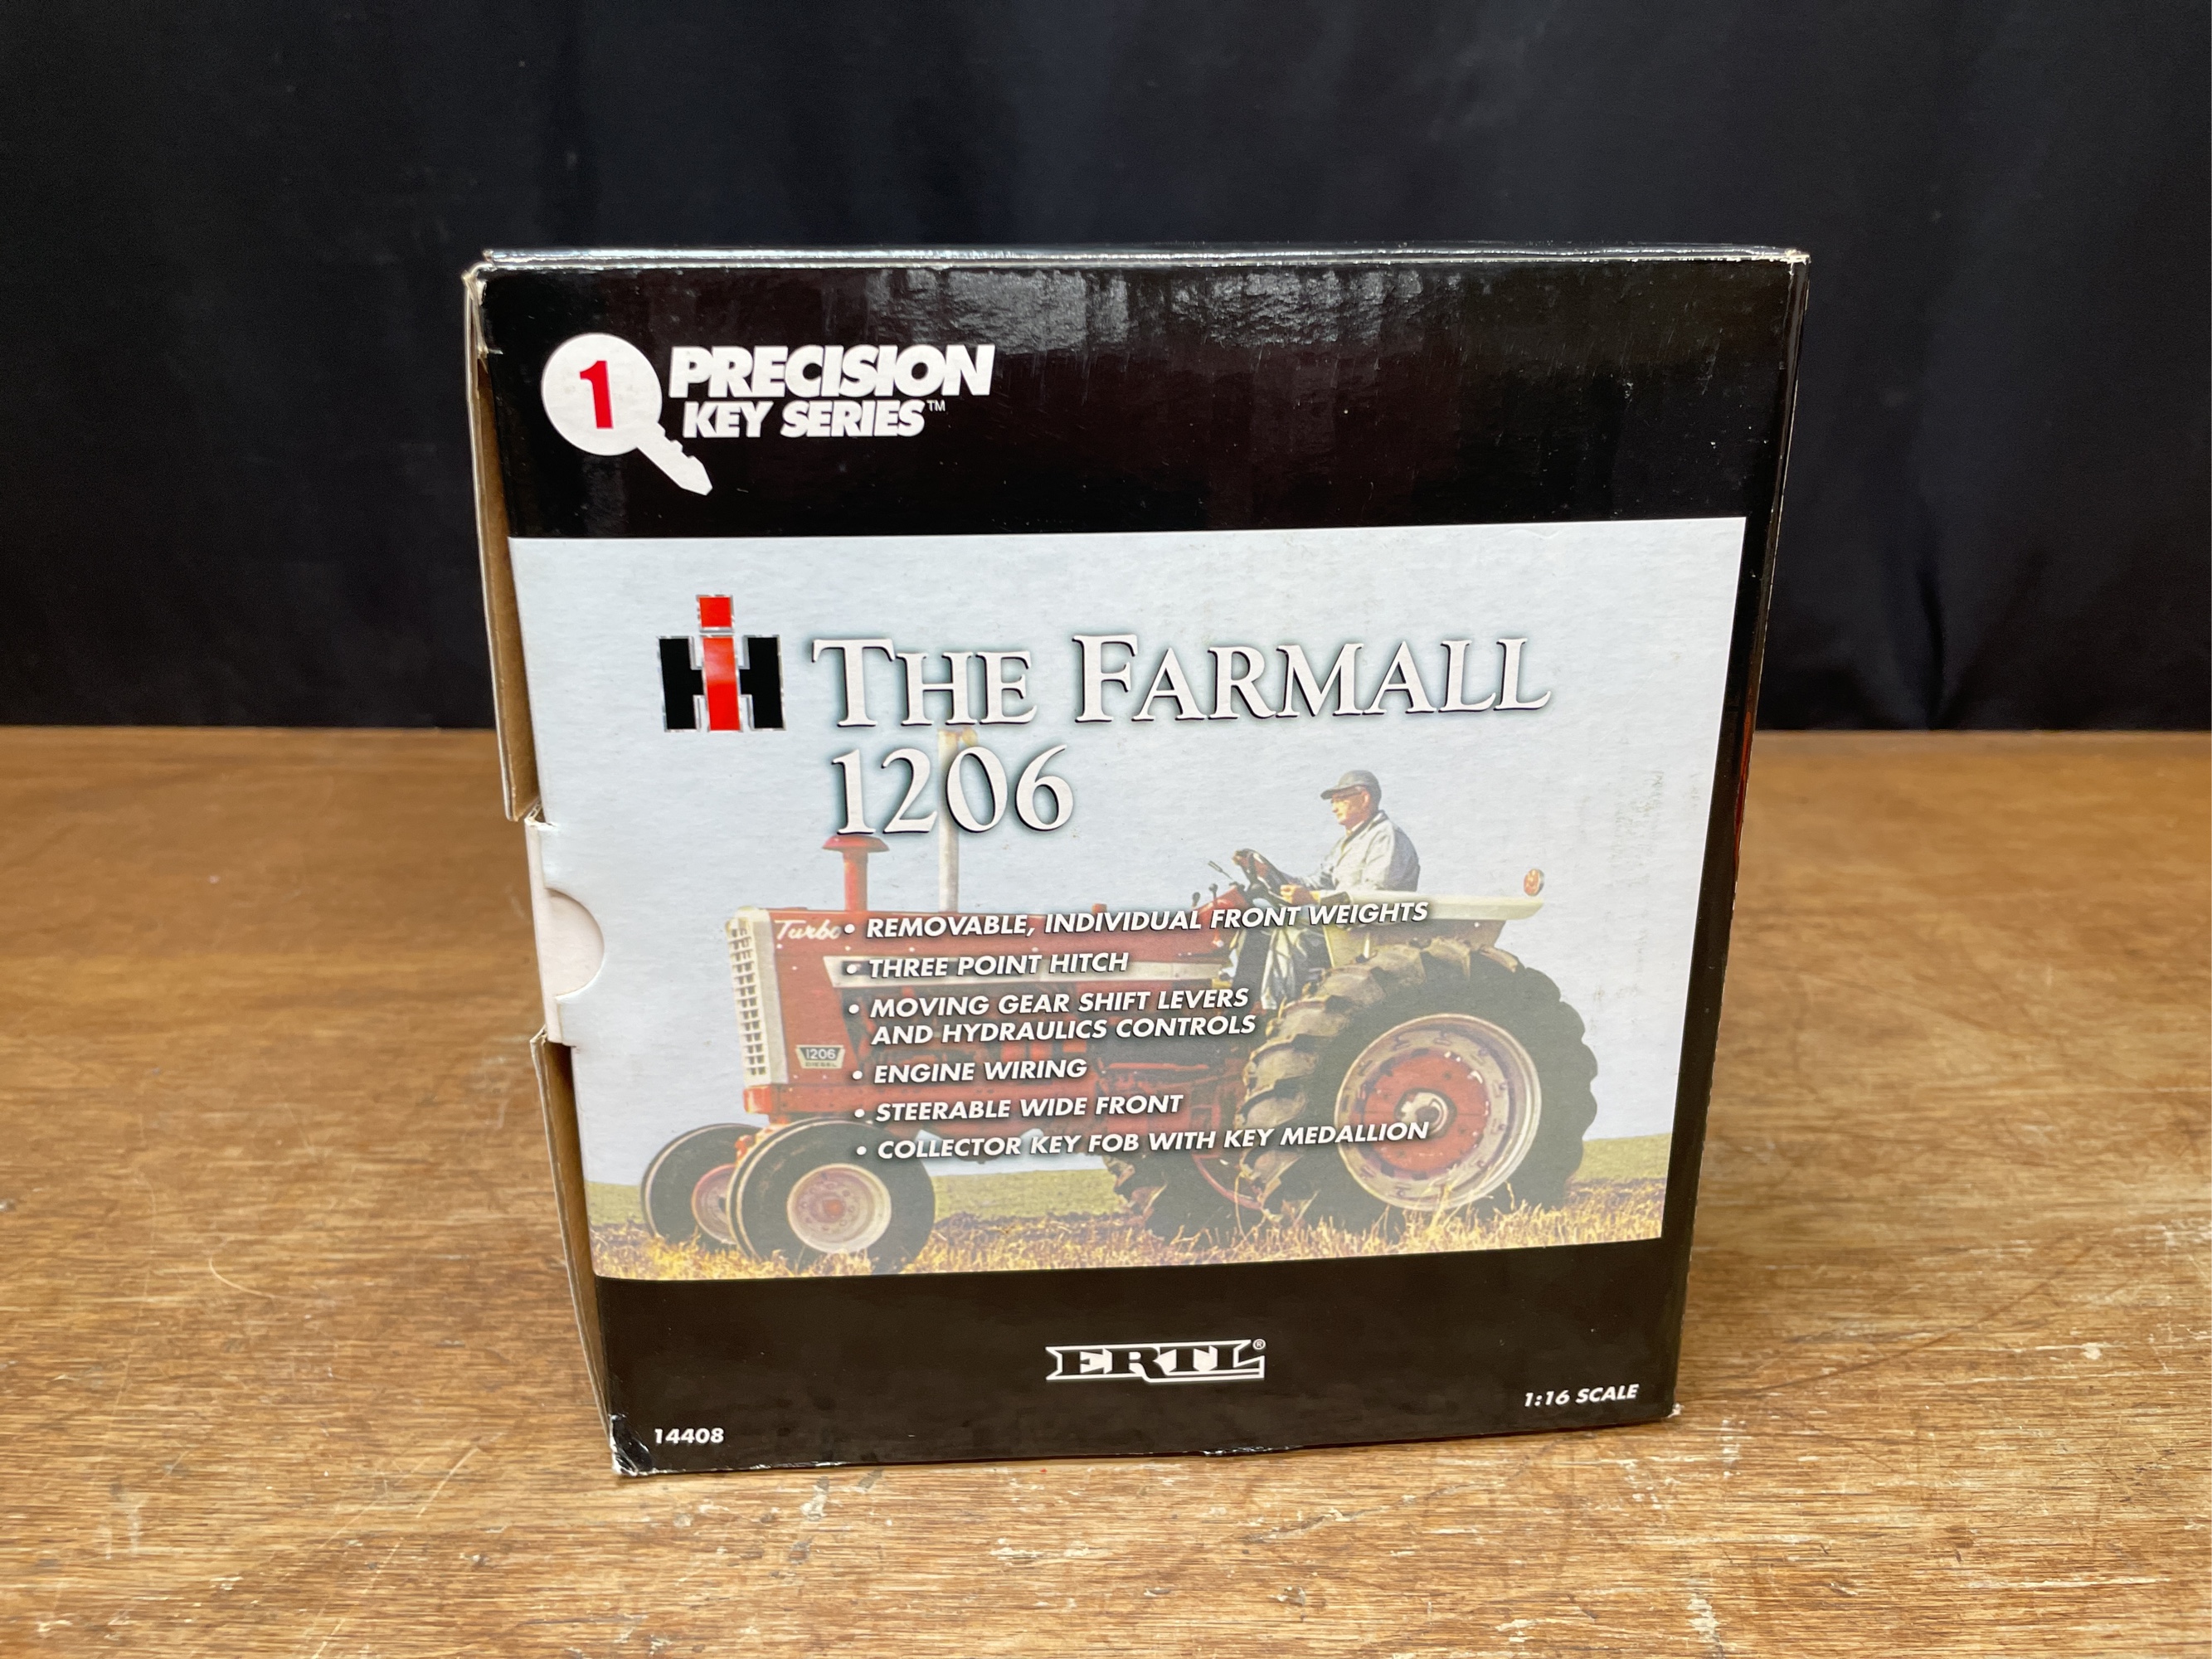 1 PRECISION
KEY SERIES™
IH THE FARMALL
1206
Turbo
• REMOVABLE, INDIVIDUAL FRONT WEIGHTS
• THREE POINT HITCH
• MOVING GEAR SHIFT LEVERS
AND HYDRAULICS CONTROLS
1206
DIESEL
• ENGINE WIRING
• STEERABLE WIDE FRONT
• COLLECTOR KEY FOB WITH KEY MEDALLION
ERTL®
1:16 SCALE
14408